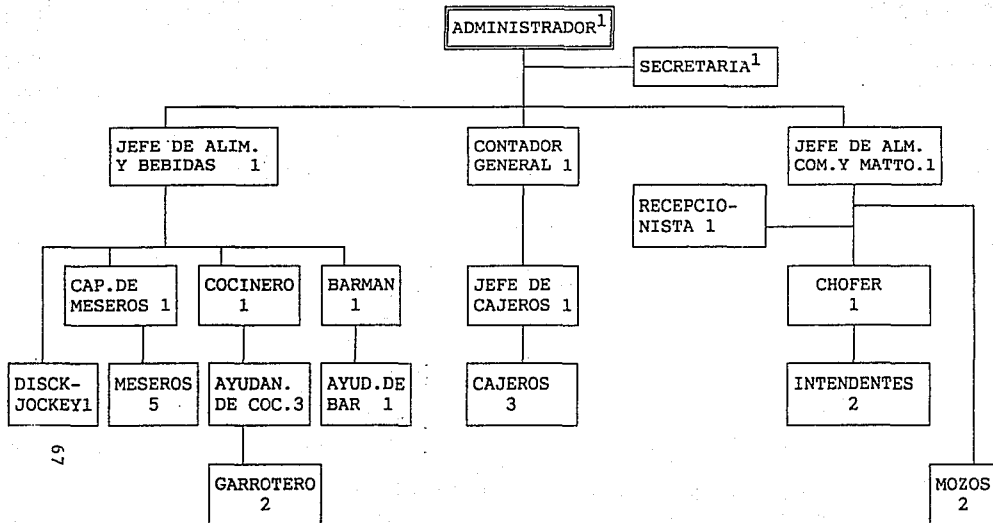 ADMINISTRADOR1
SECRETARIA1
JEFE DE ALIM.
Y BEBIDAS 1
CONTADOR
GENERAL 1
JEFE DE ALM.
COM.Y MATTO.1
RECEPCIO-
NISTA 1
CAP.DE
MESEROS 1
COCINERO
1
BARMAN
1
JEFE DE
CAJEROS 1
CHOFER
1
DISCK-
JOCKEY1
MESEROS
5
AYUDAN.
DE COC.3
AYUD.DE
BAR 1
CAJEROS
3
INTENDENTES
2
GARROTERO
2
MOZOS
2
67